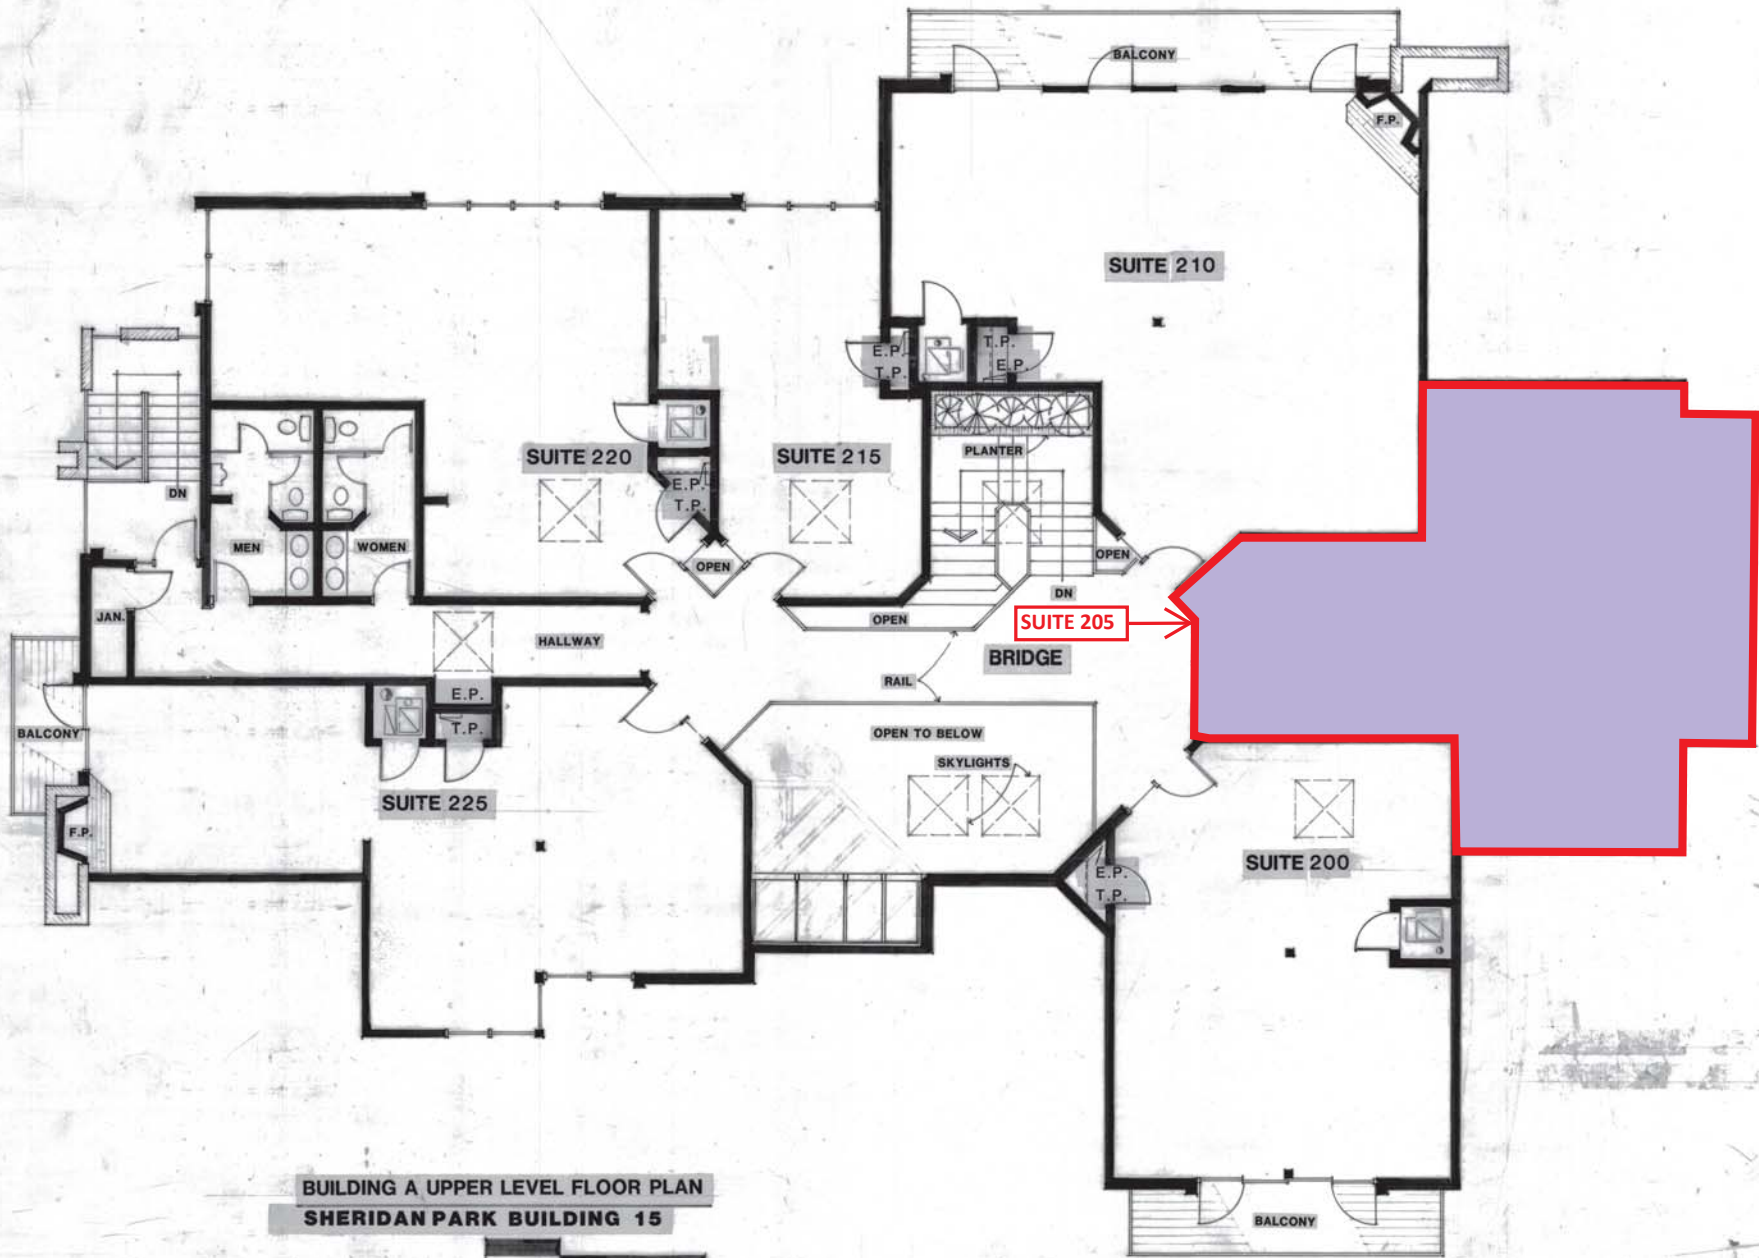 BALCONY
F.P.
SUITE 210
E.P.
T.P.
T.P.
E.P.
SUITE 220
SUITE 215
PLANTER
E.P.
T.P.
DN
MEN
WOMEN
OPEN
OPEN
DN
JAN.
HALLWAY
OPEN
SUITE 205
BRIDGE
RAIL
E.P.
T.P.
BALCONY
OPEN TO BELOW
SKYLIGHTS
SUITE 225
F.P.
SUITE 200
E.P.
T.P.
BUILDING A UPPER LEVEL FLOOR PLAN
SHERIDAN PARK BUILDING 15
BALCONY